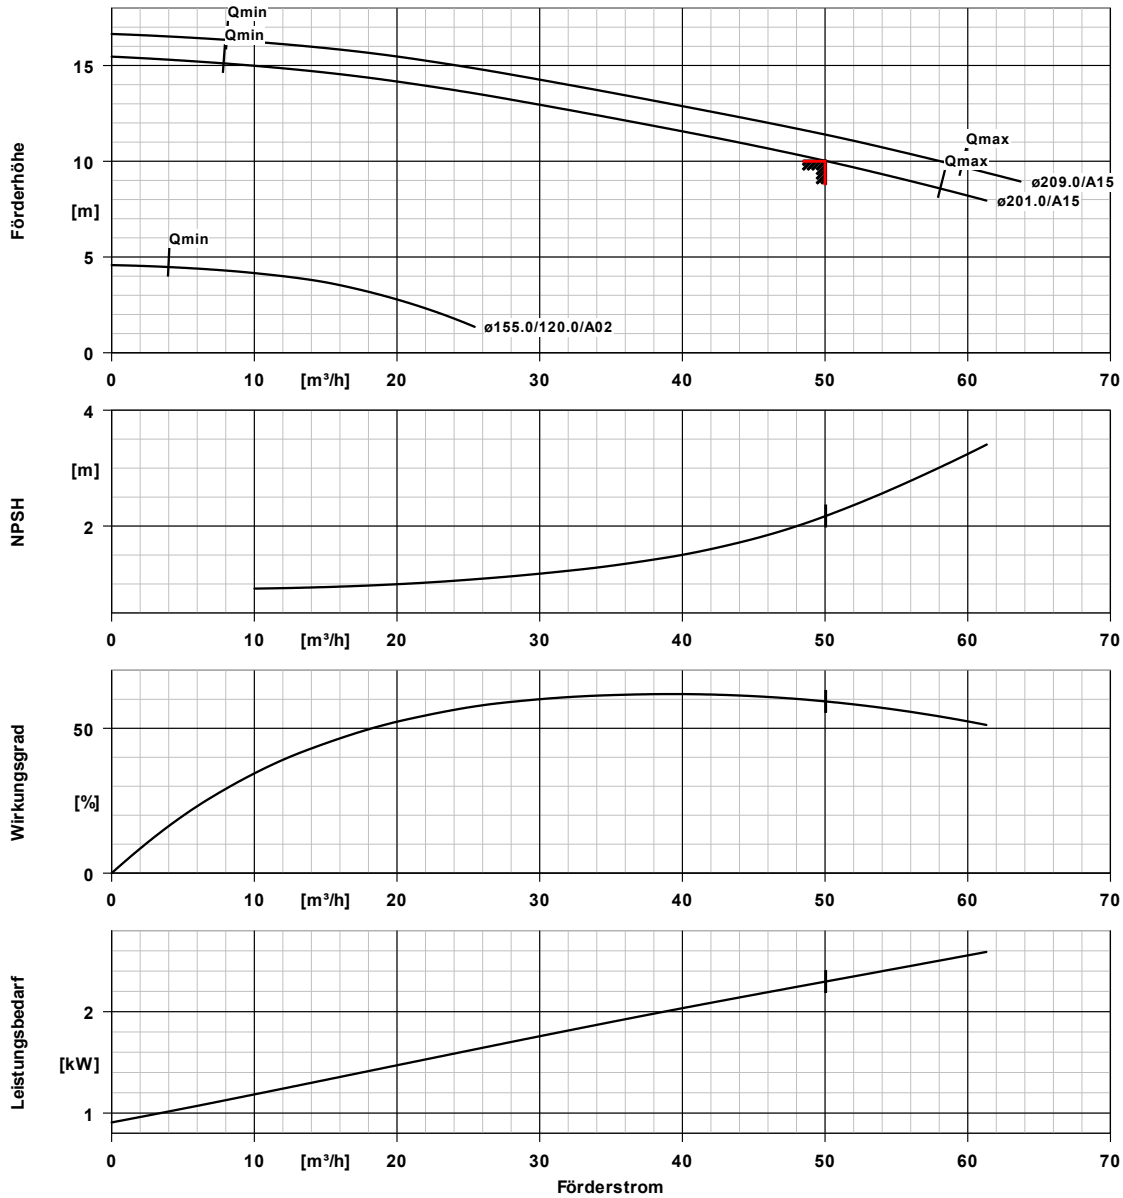 Qmin
Qmin
15
Förderhöhe
Qmax
10
Qmax
ø209.0/A15
ø201.0/A15
[m]
Qmin
5
ø155.0/120.0/A02
0
0 10 [m³/h] 20 30 40 50 60 70
4
[m]
NPSH
2
0 10 [m³/h] 20 30 40 50 60 70
Wirkungsgrad
50
[%]
0
0 10 [m³/h] 20 30 40 50 60 70
Leistungsbedarf
2
[kW]
1
0 10 [m³/h] 20 30 40 50 60 70
Förderstrom